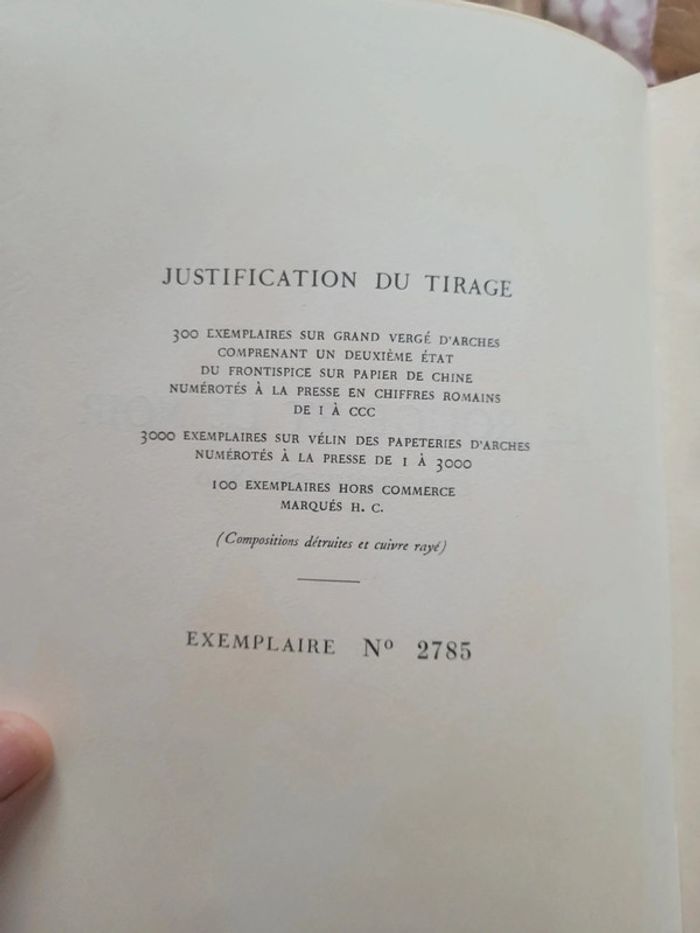 JUSTIFICATION DU TIRAGE
300 EXEMPLAIRES SUR GRAND VERGÉ D'ARCHES
COMPRENANT UN DEUXIÈME ÉTAT
DU FRONTISPICE SUR PAPIER DE CHINE
NUMÉROTÉS À LA PRESSE EN CHIFFRES ROMAINS
DE I À CCC
3000 EXEMPLAIRES SUR VÉLIN DES PAPETERIES D'ARCHES
NUMÉROTÉS À LA PRESSE DE 1 À 3000
100 EXEMPLAIRES HORS COMMERCE
MARQUÉS H. C.
(Compositions détruites et cuivre rayé)
EXEMPLAIRE Nº 2785